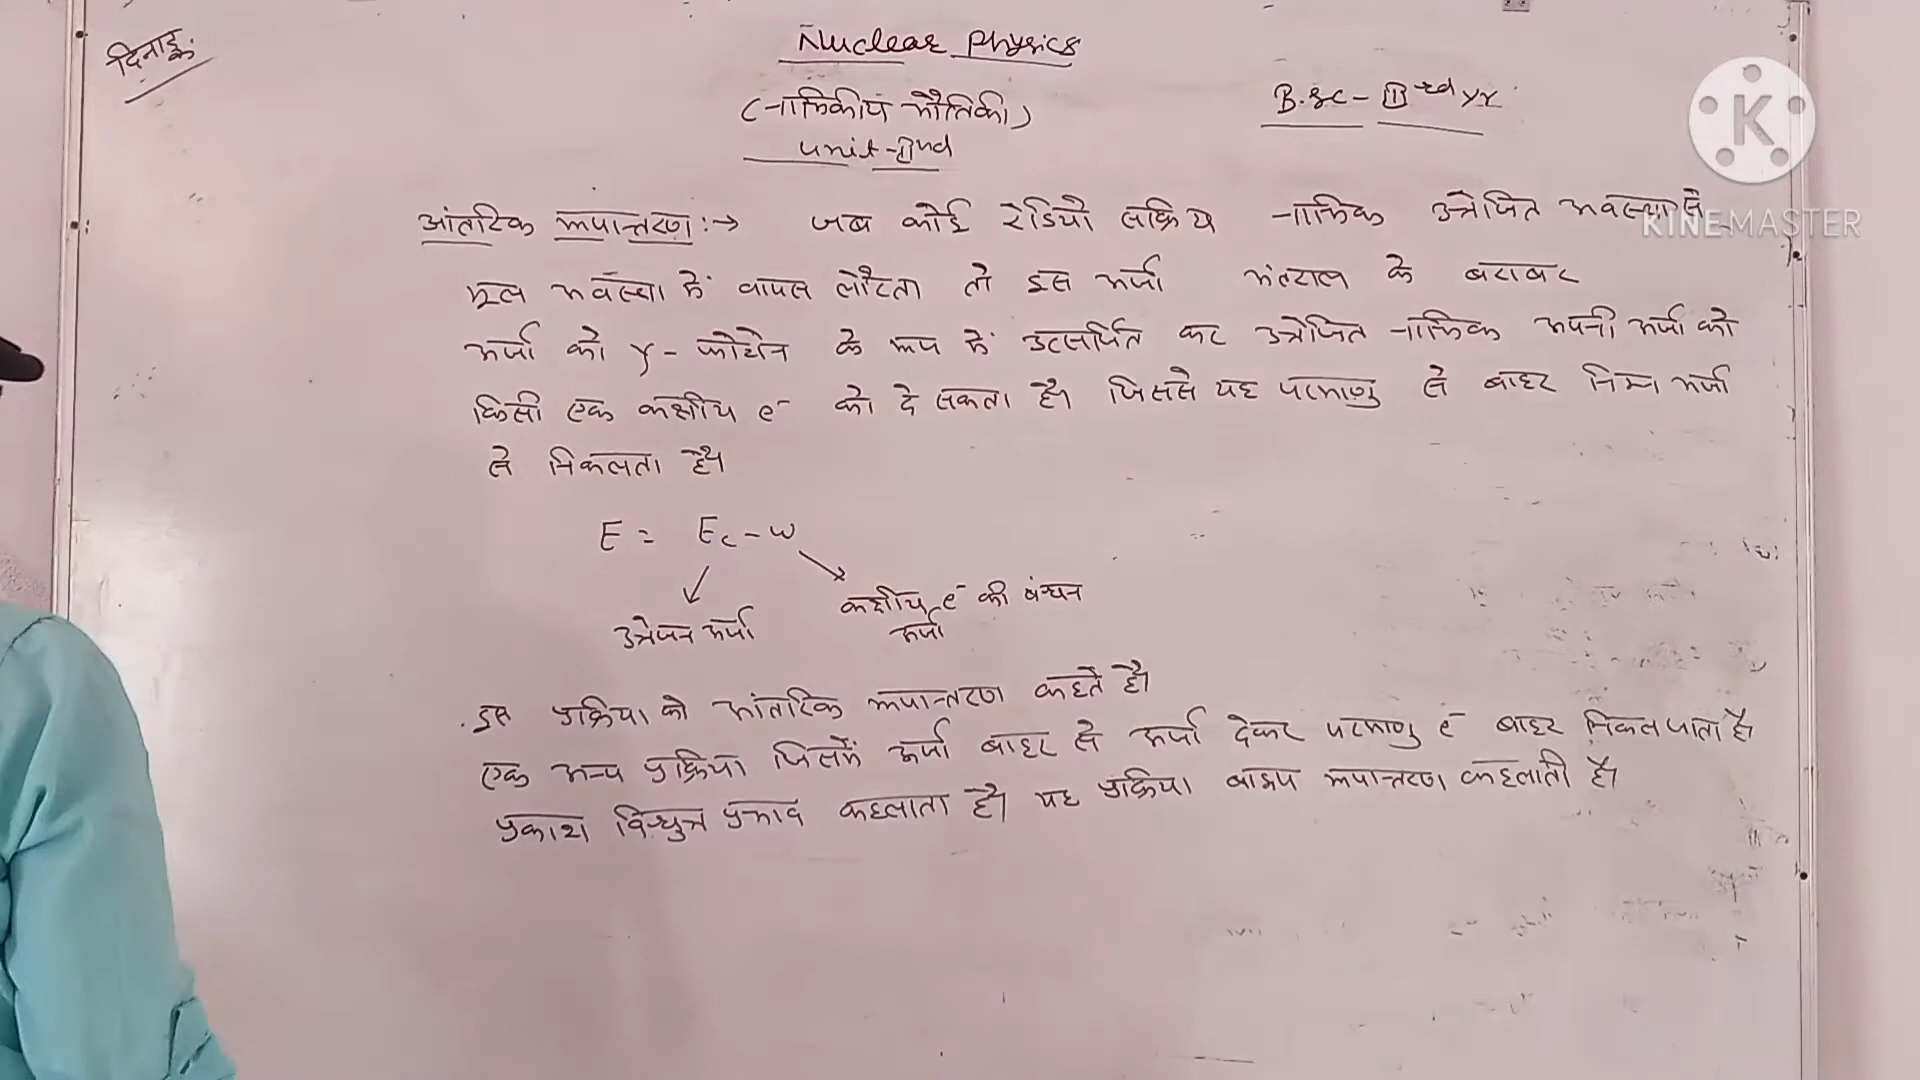 दिनांक:
Nuclear Physics
(नाभिकीय भौतिकी)
Unit-IInd
B.Sc- IIIrd yr
K
KINEMASTER
आंतरिक रूपान्तरण :→ जब कोई रेडियो सक्रिय नाभिक उत्तेजित अवस्था से
मूल अवस्था में वापस लौटता तो इस ऊर्जा अंतराल के बराबर
ऊर्जा को γ- फोटोन के रूप में उत्सर्जित कर उत्तेजित नाभिक अपनी ऊर्जा को
किसी एक कक्षीय e⁻ को दे सकता है। जिससे यह परमाणु से बाहर निम्न ऊर्जा
से निकलता है।
E = Ec - w
उत्तेजन ऊर्जा
कक्षीय e⁻ की बंधन
ऊर्जा
. इस प्रक्रिया को आंतरिक रूपान्तरण कहते है।
एक अन्य प्रक्रिया जिसमें ऊर्जा बाहर से ऊर्जा देकर परमाणु e⁻ बाहर निकल पाता है
प्रकाश विध्युत प्रभाव कहलाता है। यह प्रक्रिया बाह्य रूपान्तरण कहलाती है।